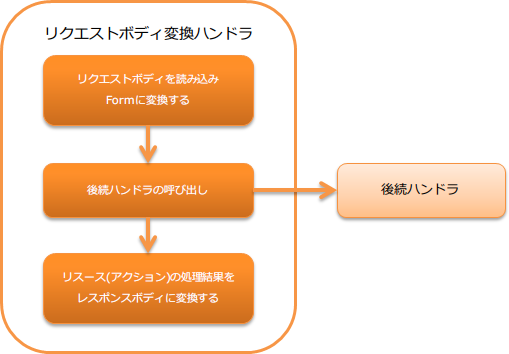 リクエストボディ変換ハンドラ
リクエストボディを読み込み
Formに変換する
後続ハンドラの呼び出し
後続ハンドラ
リスース(アクション)の処理結果を
レスポンスボディに変換する